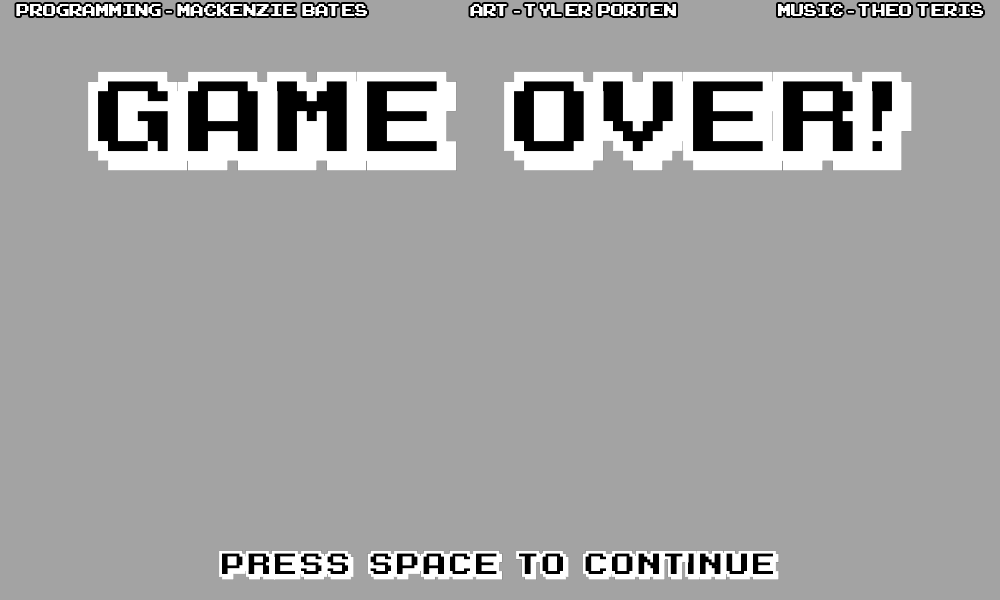 PROGRAMMING - MACKENZIE BATES
ART - TYLER PORTEN
MUSIC - THEO TERIS
GAME OVER!
PRESS SPACE TO CONTINUE